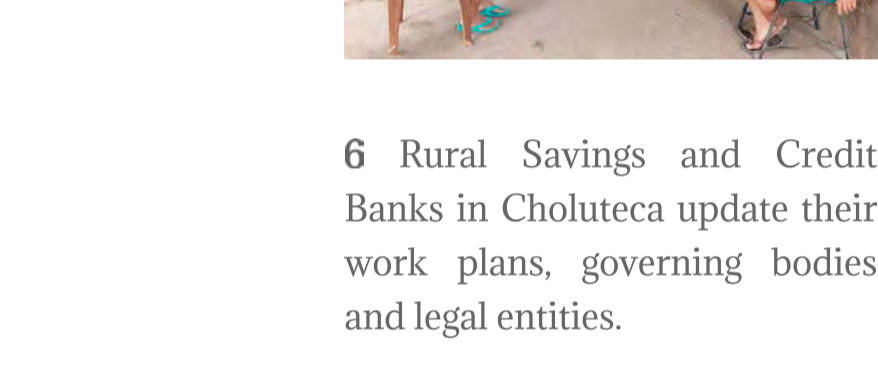 6 Rural Savings and Credit
Banks in Choluteca update their
work plans, governing bodies
and legal entities.